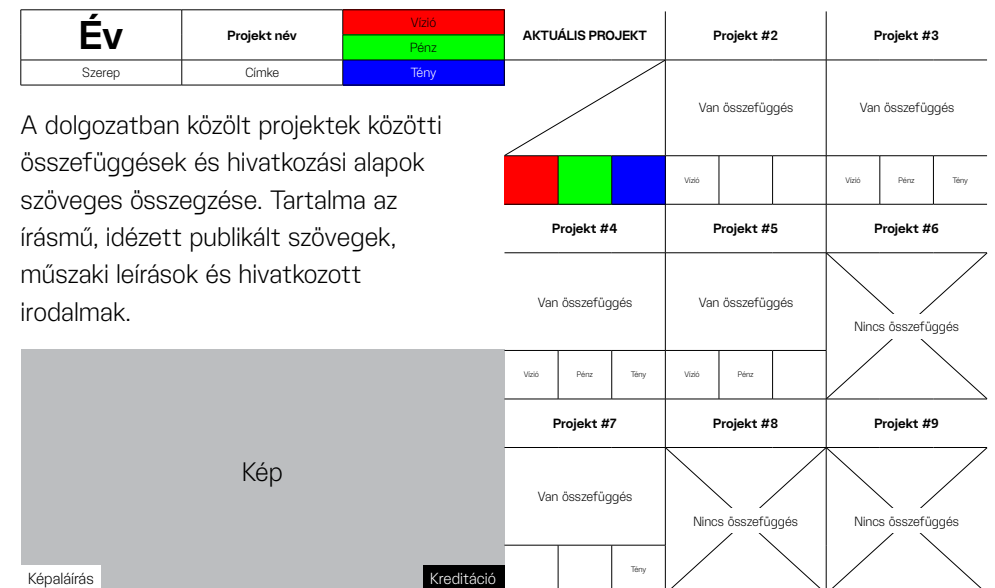 Év
Projekt név
Vízió
Pénz
Szerep
Címke
Tény
A dolgozatban közölt projektek közötti
összefüggések és hivatkozási alapok
szöveges összegzése. Tartalma az
írásmű, idézett publikált szövegek,
műszaki leírások és hivatkozott
irodalmak.
Kép
Képaláírás
Kreditáció
AKTUÁLIS PROJEKT
Projekt #2
Projekt #3
Van összefüggés
Van összefüggés
Vízió
Vízió
Pénz
Tény
Projekt #4
Projekt #5
Projekt #6
Van összefüggés
Van összefüggés
Nincs összefüggés
Vízió
Pénz
Tény
Vízió
Pénz
Projekt #7
Projekt #8
Projekt #9
Van összefüggés
Nincs összefüggés
Nincs összefüggés
Tény